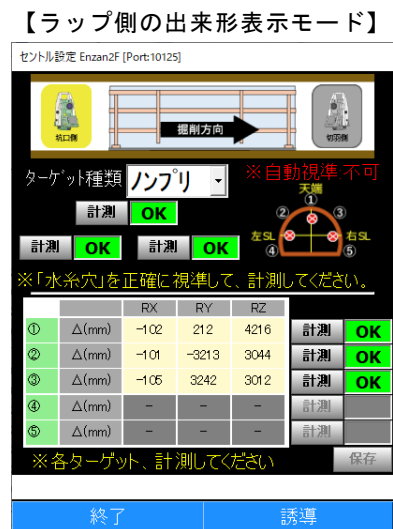 【ラップ側の出来形表示モード】
セントル設定 Enzan2F [Port:10125]
坑口側
掘削方向
切羽側
ターゲット種類 ノンプリ ※自動視準:不可
計測 OK
計測 OK 計測 OK
天端
①
② ③
左SL 右SL
④ ⑤
※「水糸穴」を正確に視準して、計測してください。
RX RY RZ
① Δ(mm) -102 212 4216 計測 OK
② Δ(mm) -101 -3213 3044 計測 OK
③ Δ(mm) -105 3242 3012 計測 OK
④ Δ(mm) - - - 計測
⑤ Δ(mm) - - - 計測
※各ターゲット、計測してください 保存
終了 誘導